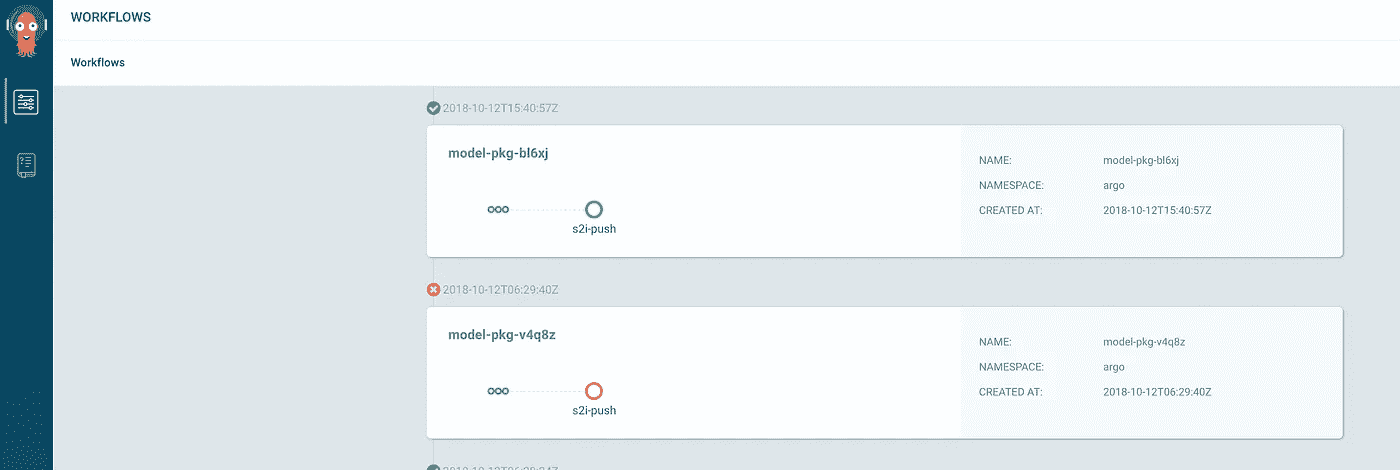 WORKFLOWS
Workflows
2018-10-12T15:40:57Z
model-pkg-bl6xj
s2i-push
NAME: model-pkg-bl6xj
NAMESPACE: argo
CREATED AT: 2018-10-12T15:40:57Z
2018-10-12T06:29:40Z
model-pkg-v4q8z
s2i-push
NAME: model-pkg-v4q8z
NAMESPACE: argo
CREATED AT: 2018-10-12T06:29:40Z